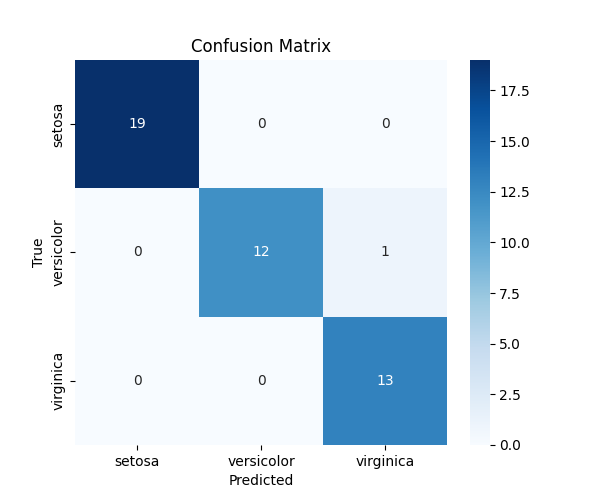 Confusion Matrix
setosa
19 0 0
versicolor
0 12 1
virginica
0 0 13
True
setosa versicolor virginica
Predicted
17.5
15.0
12.5
10.0
7.5
5.0
2.5
0.0